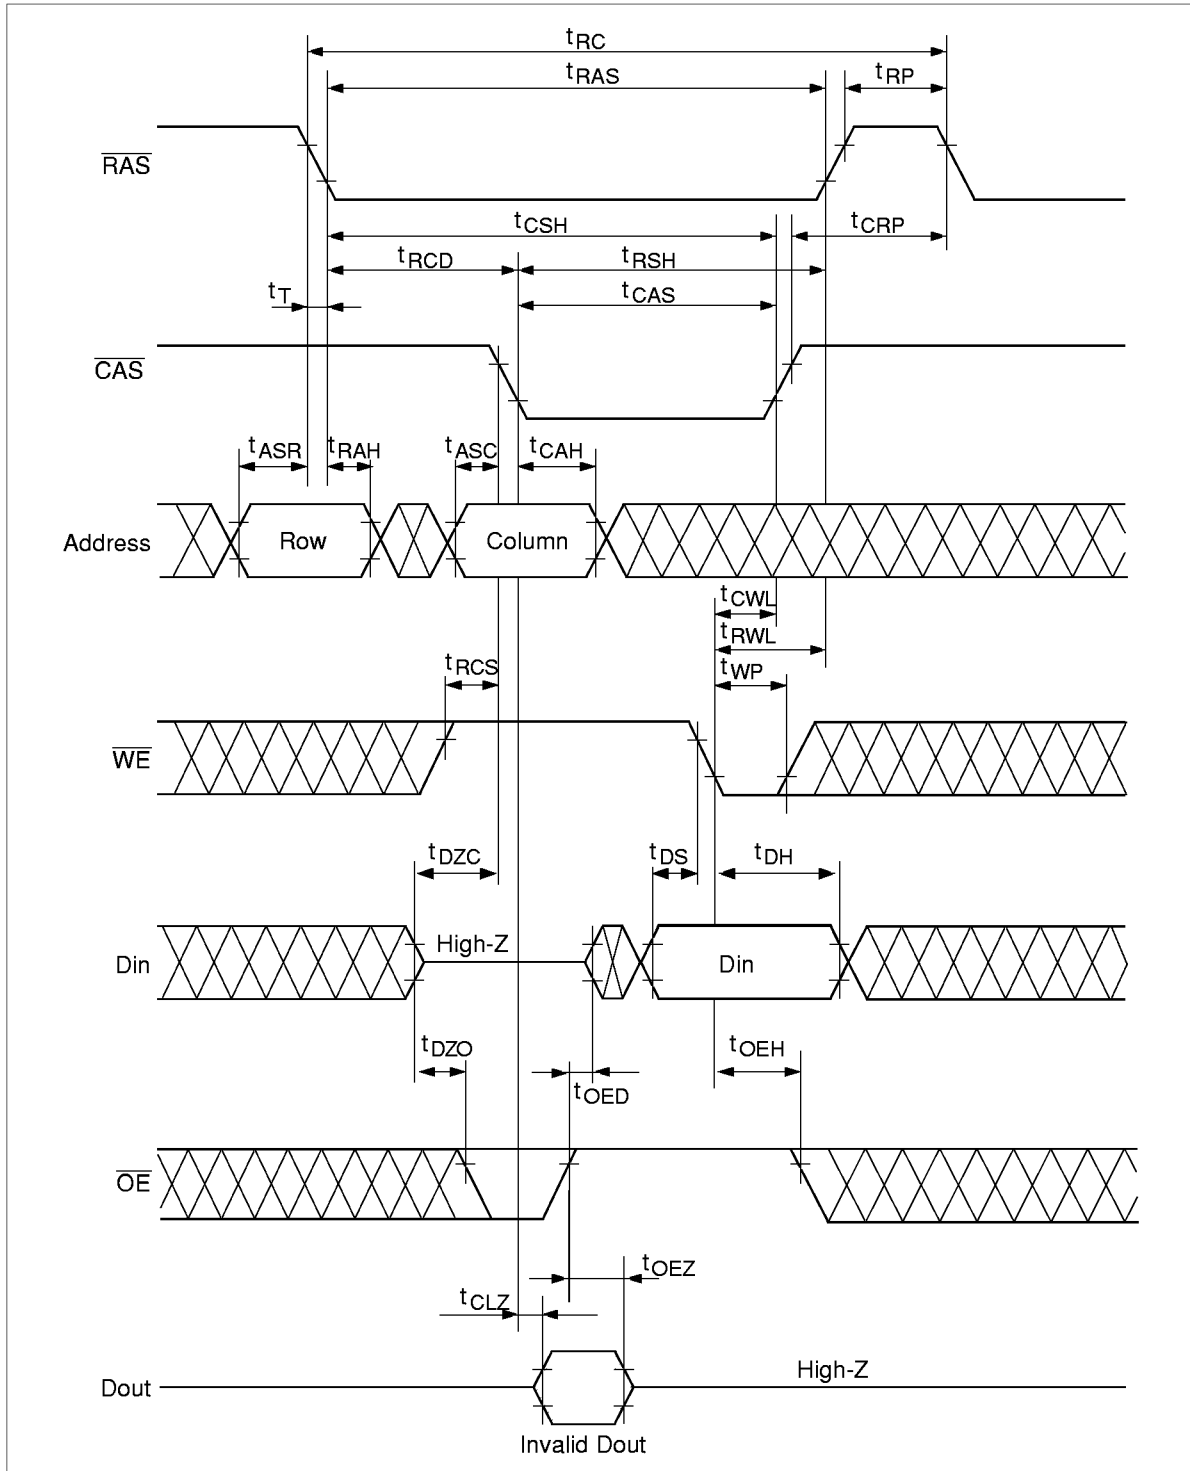 tRC
tRAS
tRP
RAS
tCSH
tCRP
tRCD
tRSH
tT
tCAS
CAS
tASR
tRAH
tASC
tCAH
Address
Row
Column
tCWL
tRWL
tRCS
tWP
WE
tDZC
tDS
tDH
High-Z
Din
Din
tDZO
tOED
tOEH
OE
tOEZ
tCLZ
High-Z
Dout
Invalid Dout